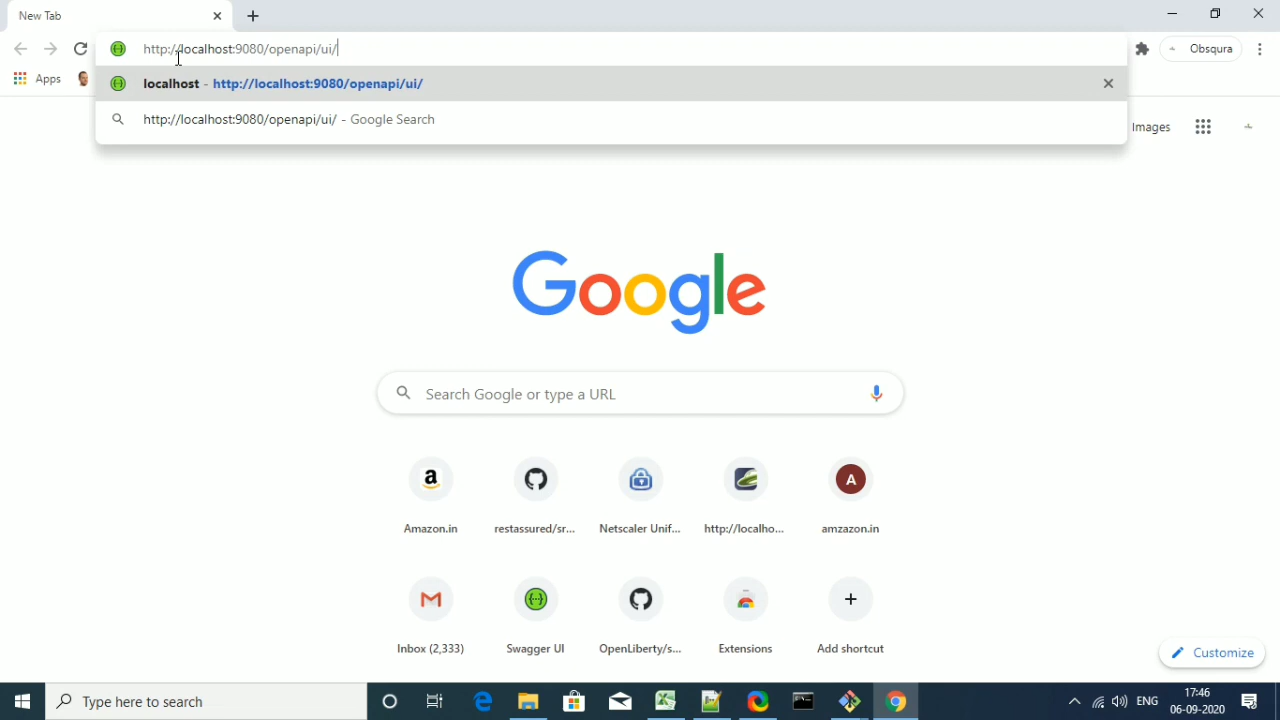 New Tab
http://localhost:9080/openapi/ui/
Obsqura
Apps
localhost - http://localhost:9080/openapi/ui/
http://localhost:9080/openapi/ui/ - Google Search
Images
Google
Search Google or type a URL
a
A
Amazon.in
restassured/sr...
Netscaler Unif...
http://localho...
amzazon.in
Inbox (2,333)
Swagger UI
OpenLiberty/s...
Extensions
Add shortcut
Customize
Type here to search
ENG
17:46
06-09-2020